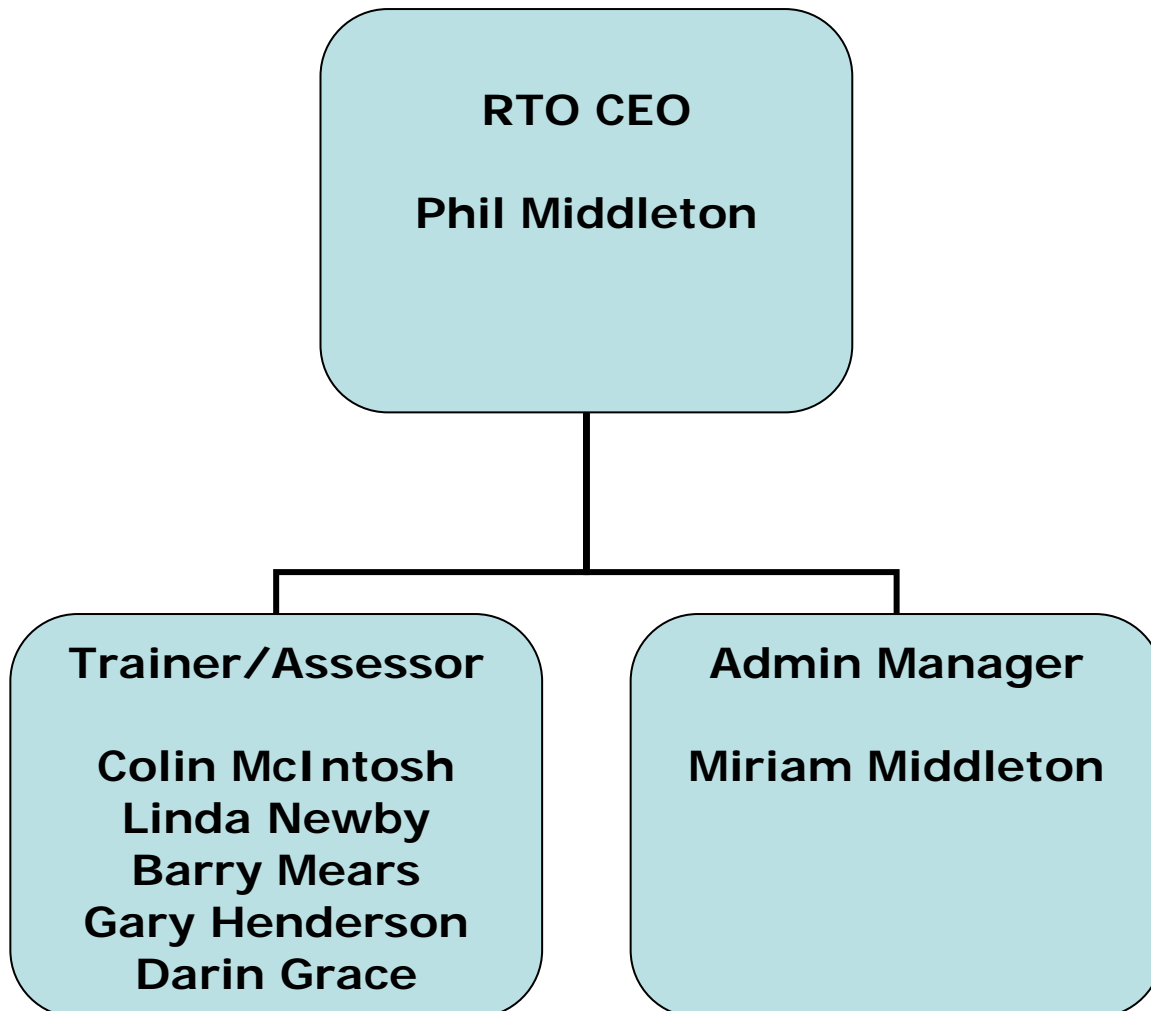 RTO CEO
Phil Middleton
Trainer/Assessor
Colin McIntosh
Linda Newby
Barry Mears
Gary Henderson
Darin Grace
Admin Manager
Miriam Middleton